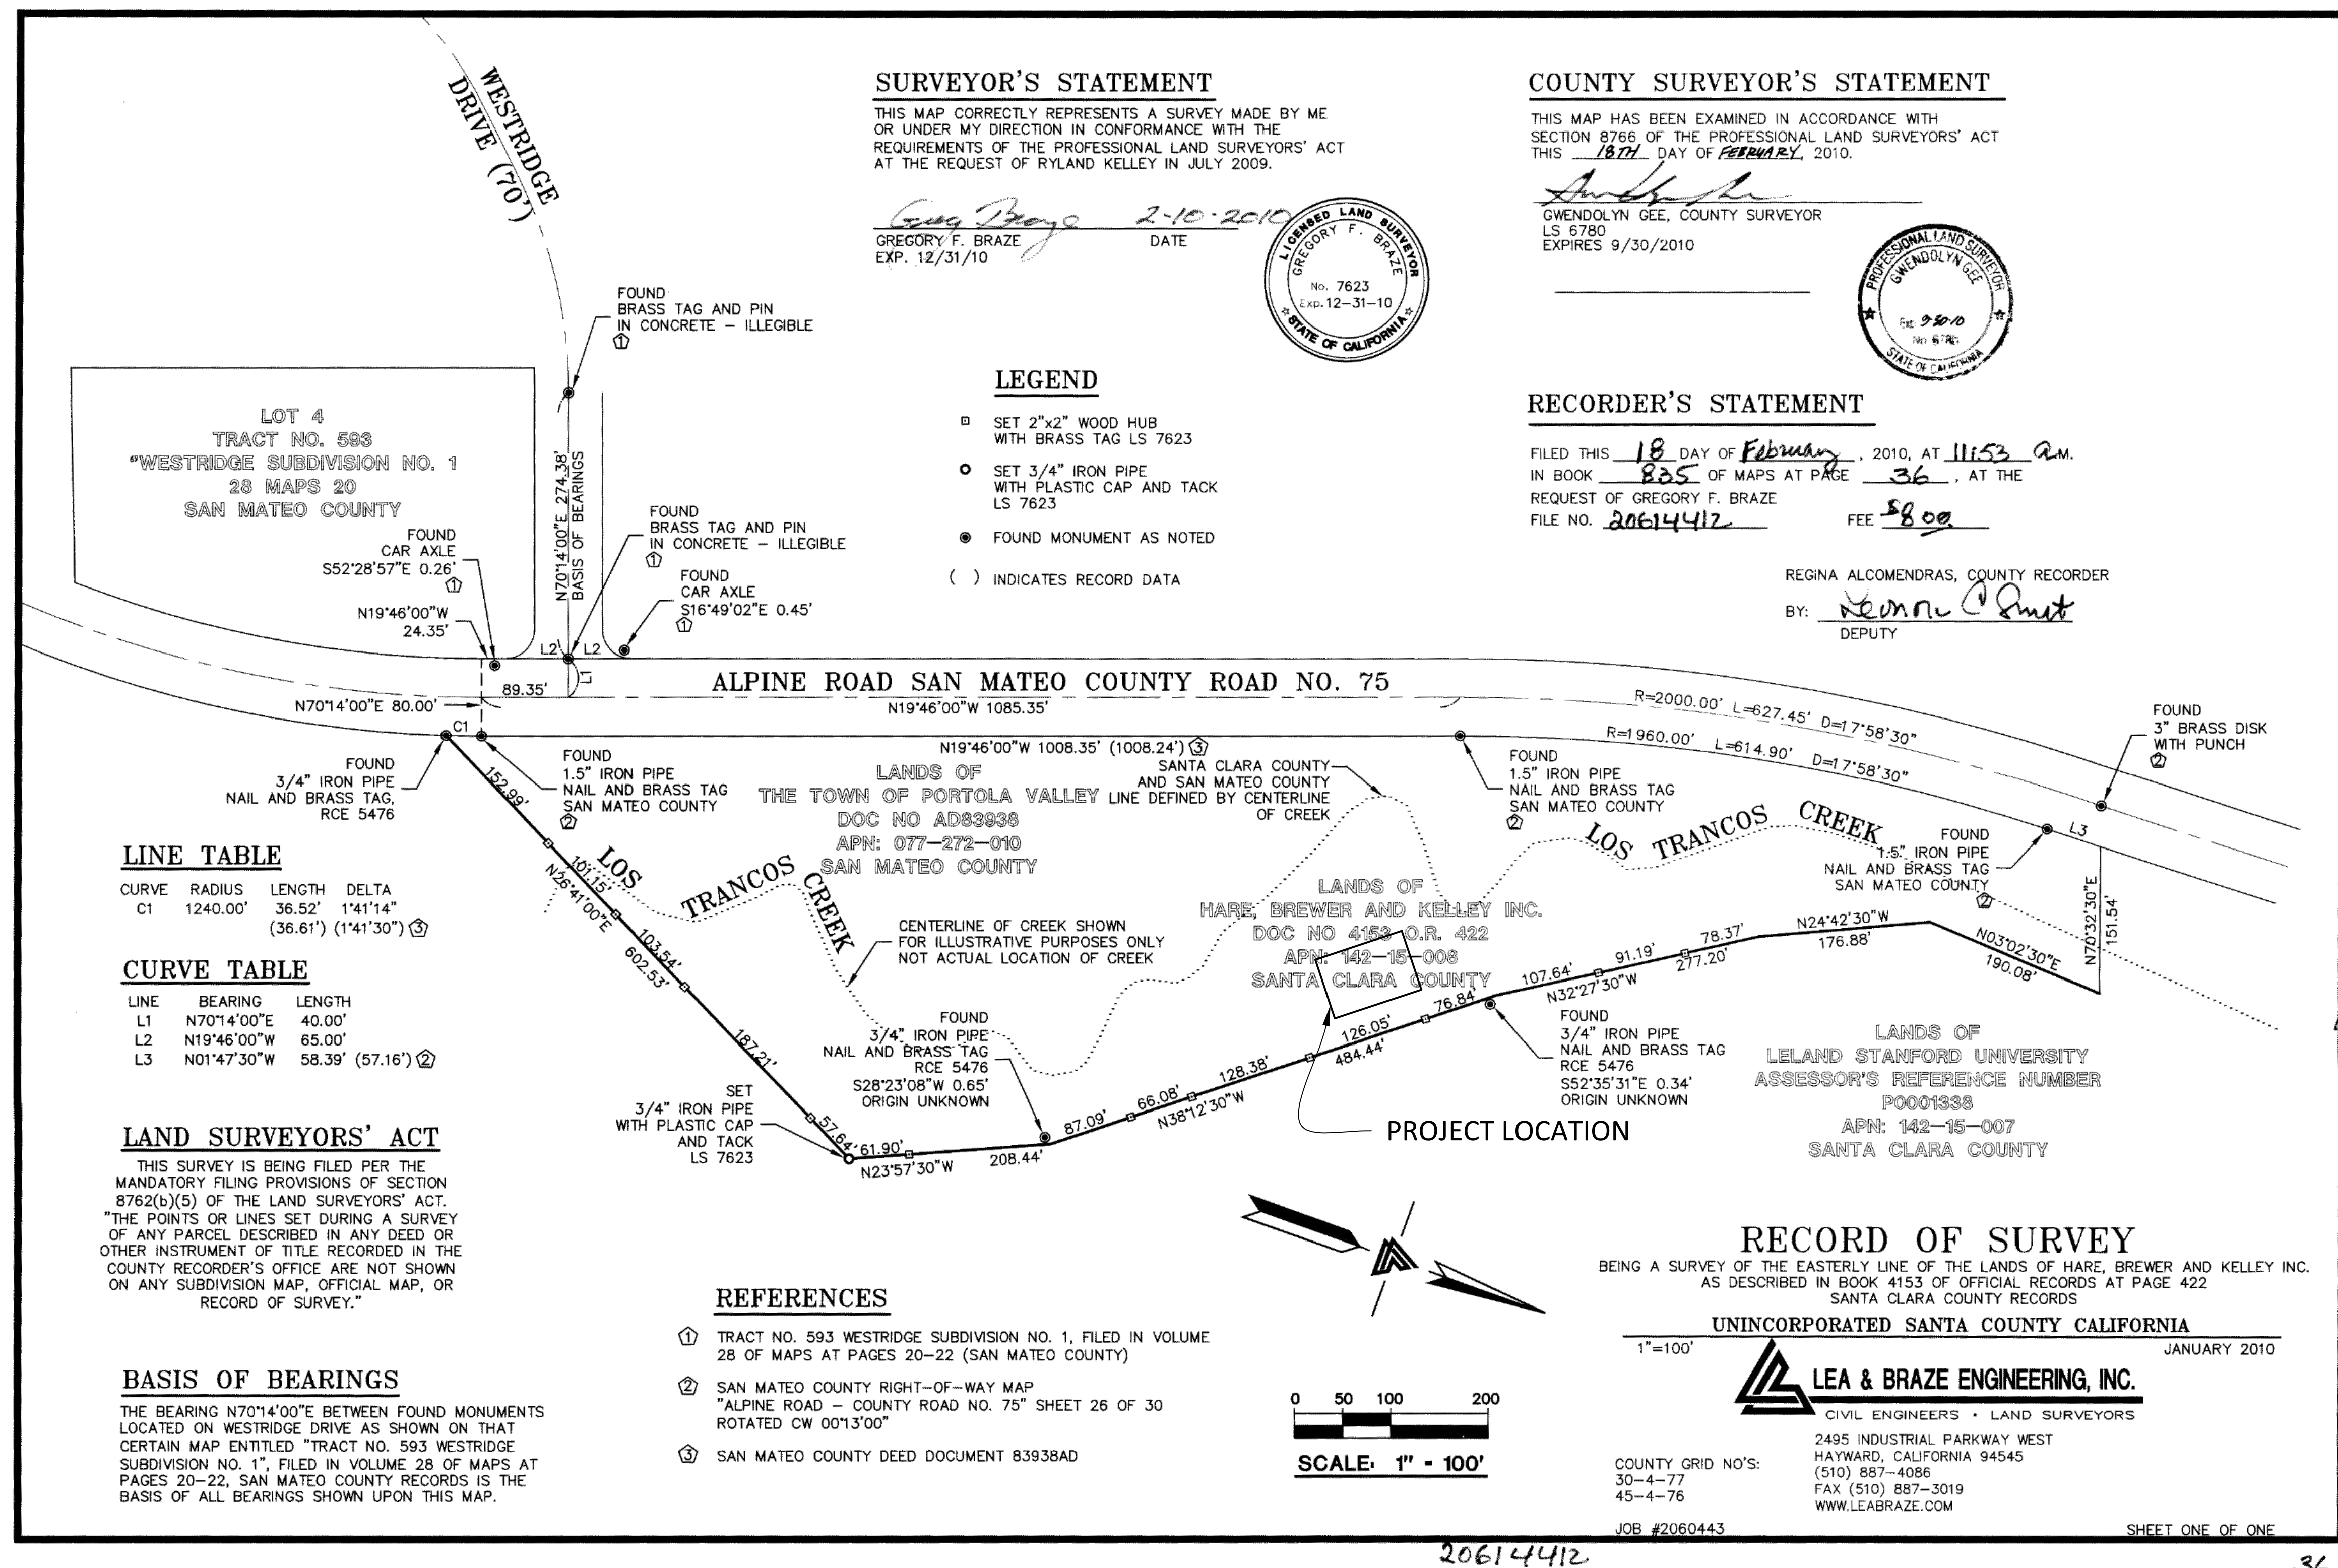 WESTRIDGE
DRIVE (70')
SURVEYOR'S STATEMENT
THIS MAP CORRECTLY REPRESENTS A SURVEY MADE BY ME
OR UNDER MY DIRECTION IN CONFORMANCE WITH THE
REQUIREMENTS OF THE PROFESSIONAL LAND SURVEYORS' ACT
AT THE REQUEST OF RYLAND KELLEY IN JULY 2009.
Greg Braze 2-10-2010
GREGORY F. BRAZE DATE
EXP. 12/31/10
LICENSED LAND SURVEYOR
GREGORY F. BRAZE
No. 7623
Exp. 12-31-10
STATE OF CALIFORNIA
COUNTY SURVEYOR'S STATEMENT
THIS MAP HAS BEEN EXAMINED IN ACCORDANCE WITH
SECTION 8766 OF THE PROFESSIONAL LAND SURVEYORS' ACT
THIS 18TH DAY OF FEBRUARY, 2010.
GWENDOLYN GEE, COUNTY SURVEYOR
LS 6780
EXPIRES 9/30/2010
PROFESSIONAL LAND SURVEYOR
GWENDOLYN GEE
Exp. 9-30-10
No 6780
STATE OF CALIFORNIA
RECORDER'S STATEMENT
FILED THIS 18 DAY OF February, 2010, AT 11:53 A.M.
IN BOOK 835 OF MAPS AT PAGE 36, AT THE
REQUEST OF GREGORY F. BRAZE
FILE NO. 20614412 FEE $8.00
REGINA ALCOMENDRAS, COUNTY RECORDER
BY:
DEPUTY
LEGEND
SET 2"x2" WOOD HUB
WITH BRASS TAG LS 7623
SET 3/4" IRON PIPE
WITH PLASTIC CAP AND TACK
LS 7623
FOUND MONUMENT AS NOTED
( ) INDICATES RECORD DATA
FOUND
BRASS TAG AND PIN
IN CONCRETE – ILLEGIBLE
1
LOT 4
TRACT NO. 593
"WESTRIDGE SUBDIVISION NO. 1
28 MAPS 20
SAN MATEO COUNTY
FOUND
CAR AXLE
S52°28'57"E 0.26'
1
N19°46'00"W
24.35'
N70°14'00"E 274.38'
BASIS OF BEARINGS
FOUND
BRASS TAG AND PIN
IN CONCRETE – ILLEGIBLE
1
FOUND
CAR AXLE
S16°49'02"E 0.45'
1
L2 L2
L1
89.35'
N70°14'00"E 80.00'
C1
ALPINE ROAD SAN MATEO COUNTY ROAD NO. 75
N19°46'00"W 1085.35'
N19°46'00"W 1008.35' (1008.24') 3
R=2000.00' L=627.45' D=17°58'30"
R=1960.00' L=614.90' D=17°58'30"
FOUND
3" BRASS DISK
WITH PUNCH
2
FOUND
3/4" IRON PIPE
NAIL AND BRASS TAG,
RCE 5476
FOUND
1.5" IRON PIPE
NAIL AND BRASS TAG
SAN MATEO COUNTY
2
LANDS OF
THE TOWN OF PORTOLA VALLEY
DOC NO AD83938
APN: 077-272-010
SAN MATEO COUNTY
SANTA CLARA COUNTY
AND SAN MATEO COUNTY
LINE DEFINED BY CENTERLINE
OF CREEK
FOUND
1.5" IRON PIPE
NAIL AND BRASS TAG
SAN MATEO COUNTY
2
LOS TRANCOS CREEK
FOUND
1.5" IRON PIPE
NAIL AND BRASS TAG
SAN MATEO COUNTY
2
L3
N70°32'30"E
151.54'
152.99'
101.15'
N26°41'00"E
103.54'
602.53'
187.21'
57.64'
LOS TRANCOS CREEK
CENTERLINE OF CREEK SHOWN
FOR ILLUSTRATIVE PURPOSES ONLY
NOT ACTUAL LOCATION OF CREEK
LANDS OF
HARE, BREWER AND KELLEY INC.
DOC NO 4153 O.R. 422
APN: 142-15-008
SANTA CLARA COUNTY
FOUND
3/4" IRON PIPE
NAIL AND BRASS TAG
RCE 5476
S28°23'08"W 0.65'
ORIGIN UNKNOWN
SET
3/4" IRON PIPE
WITH PLASTIC CAP
AND TACK
LS 7623
61.90'
N23°57'30"W 208.44'
87.09'
66.08'
N38°12'30"W
128.38'
126.05'
484.44'
76.84'
107.64'
N32°27'30"W
91.19'
277.20'
78.37'
N24°42'30"W
176.88'
N03°02'30"E
190.08'
FOUND
3/4" IRON PIPE
NAIL AND BRASS TAG
RCE 5476
S52°35'31"E 0.34'
ORIGIN UNKNOWN
PROJECT LOCATION
LANDS OF
LELAND STANFORD UNIVERSITY
ASSESSOR'S REFERENCE NUMBER
P0001338
APN: 142-15-007
SANTA CLARA COUNTY
LINE TABLE
CURVE RADIUS LENGTH DELTA
C1 1240.00' 36.52' 1°41'14"
(36.61') (1°41'30") 3
CURVE TABLE
LINE BEARING LENGTH
L1 N70°14'00"E 40.00'
L2 N19°46'00"W 65.00'
L3 N01°47'30"W 58.39' (57.16') 2
LAND SURVEYORS' ACT
THIS SURVEY IS BEING FILED PER THE
MANDATORY FILING PROVISIONS OF SECTION
8762(b)(5) OF THE LAND SURVEYORS' ACT.
"THE POINTS OR LINES SET DURING A SURVEY
OF ANY PARCEL DESCRIBED IN ANY DEED OR
OTHER INSTRUMENT OF TITLE RECORDED IN THE
COUNTY RECORDER'S OFFICE ARE NOT SHOWN
ON ANY SUBDIVISION MAP, OFFICIAL MAP, OR
RECORD OF SURVEY."
BASIS OF BEARINGS
THE BEARING N70°14'00"E BETWEEN FOUND MONUMENTS
LOCATED ON WESTRIDGE DRIVE AS SHOWN ON THAT
CERTAIN MAP ENTITLED "TRACT NO. 593 WESTRIDGE
SUBDIVISION NO. 1", FILED IN VOLUME 28 OF MAPS AT
PAGES 20–22, SAN MATEO COUNTY RECORDS IS THE
BASIS OF ALL BEARINGS SHOWN UPON THIS MAP.
REFERENCES
1 TRACT NO. 593 WESTRIDGE SUBDIVISION NO. 1, FILED IN VOLUME
28 OF MAPS AT PAGES 20–22 (SAN MATEO COUNTY)
2 SAN MATEO COUNTY RIGHT–OF–WAY MAP
"ALPINE ROAD – COUNTY ROAD NO. 75" SHEET 26 OF 30
ROTATED CW 00°13'00"
3 SAN MATEO COUNTY DEED DOCUMENT 83938AD
0 50 100 200
SCALE: 1" = 100'
RECORD OF SURVEY
BEING A SURVEY OF THE EASTERLY LINE OF THE LANDS OF HARE, BREWER AND KELLEY INC.
AS DESCRIBED IN BOOK 4153 OF OFFICIAL RECORDS AT PAGE 422
SANTA CLARA COUNTY RECORDS
UNINCORPORATED SANTA COUNTY CALIFORNIA
1"=100' JANUARY 2010
LEA & BRAZE ENGINEERING, INC.
CIVIL ENGINEERS • LAND SURVEYORS
2495 INDUSTRIAL PARKWAY WEST
HAYWARD, CALIFORNIA 94545
(510) 887–4086
FAX (510) 887–3019
WWW.LEABRAZE.COM
COUNTY GRID NO'S:
30–4–77
45–4–76
JOB #2060443
SHEET ONE OF ONE
20614412